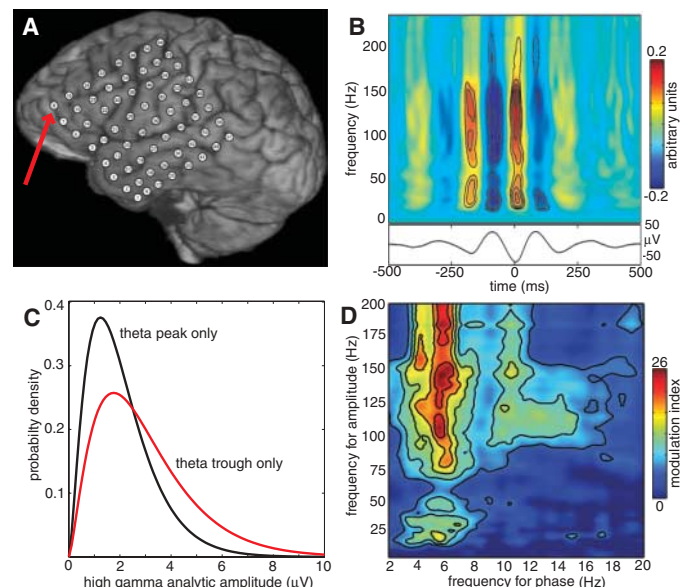 A
B
frequency (Hz)
200
150
100
50
0
0.2
-0.2
arbitrary units
50
μV
-50
-500
-250
0
250
500
time (ms)
C
probability density
0.4
0.3
0.2
0.1
theta peak only
theta trough only
0
2
4
6
8
10
high gamma analytic amplitude (μV)
D
frequency for amplitude (Hz)
200
175
150
125
100
75
50
25
26
0
modulation index
2
4
6
8
10
12
14
16
18
20
frequency for phase (Hz)